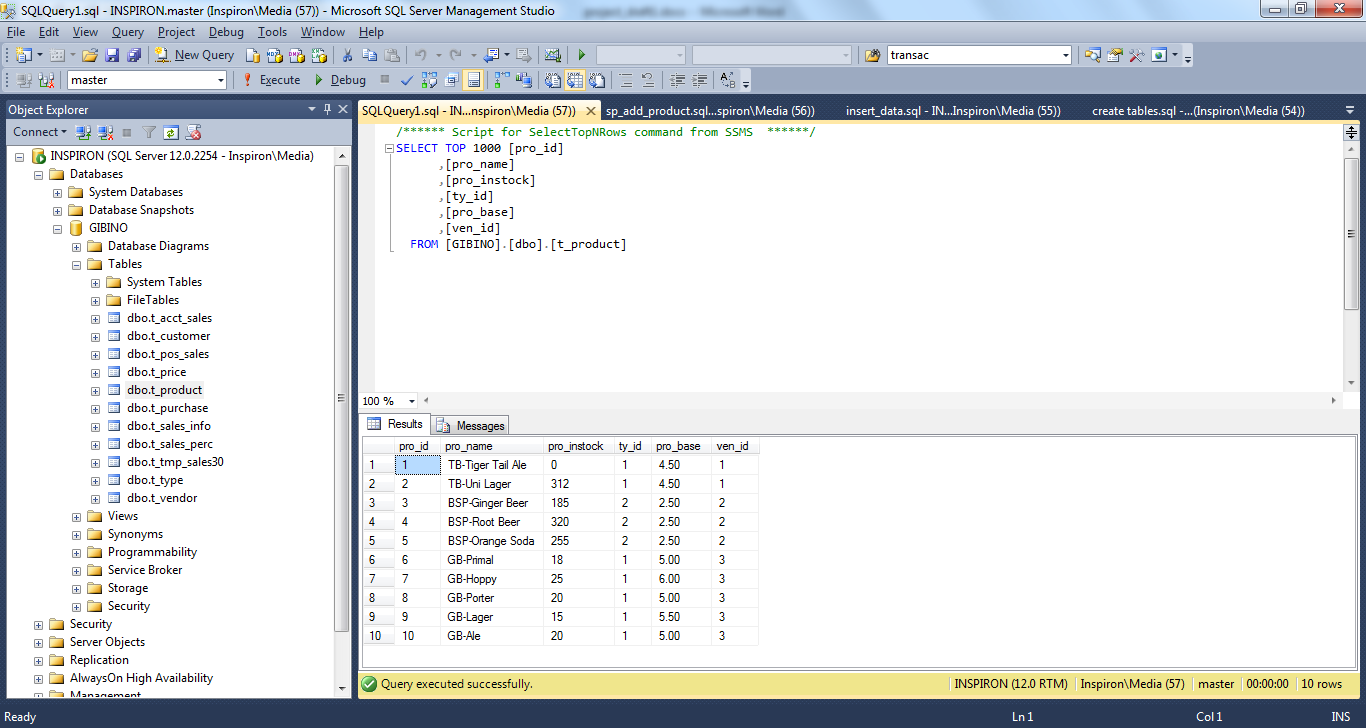 SQLQuery1.sql - INSPIRON.master (Inspiron\Media (57)) - Microsoft SQL Server Management Studio
File Edit View Query Project Debug Tools Window Help
New Query transac
master Execute Debug
Object Explorer
Connect
INSPIRON (SQL Server 12.0.2254 - Inspiron\Media)
Databases
System Databases
Database Snapshots
GIBINO
Database Diagrams
Tables
System Tables
FileTables
dbo.t_acct_sales
dbo.t_customer
dbo.t_pos_sales
dbo.t_price
dbo.t_product
dbo.t_purchase
dbo.t_sales_info
dbo.t_sales_perc
dbo.t_tmp_sales30
dbo.t_type
dbo.t_vendor
Views
Synonyms
Programmability
Service Broker
Storage
Security
Security
Server Objects
Replication
AlwaysOn High Availability
Management
SQLQuery1.sql - IN...nspiron\Media (57)) sp_add_product.sql...spiron\Media (56)) insert_data.sql - IN...Inspiron\Media (55)) create tables.sql -...(Inspiron\Media (54))
/****** Script for SelectTopNRows command from SSMS ******/
SELECT TOP 1000 [pro_id]
,[pro_name]
,[pro_instock]
,[ty_id]
,[pro_base]
,[ven_id]
FROM [GIBINO].[dbo].[t_product]
100 %
Results Messages
pro_id pro_name pro_instock ty_id pro_base ven_id
1 1 TB-Tiger Tail Ale 0 1 4.50 1
2 2 TB-Uni Lager 312 1 4.50 1
3 3 BSP-Ginger Beer 185 2 2.50 2
4 4 BSP-Root Beer 320 2 2.50 2
5 5 BSP-Orange Soda 255 2 2.50 2
6 6 GB-Primal 18 1 5.00 3
7 7 GB-Hoppy 25 1 6.00 3
8 8 GB-Porter 20 1 5.00 3
9 9 GB-Lager 15 1 5.50 3
10 10 GB-Ale 20 1 5.00 3
Query executed successfully. INSPIRON (12.0 RTM) Inspiron\Media (57) master 00:00:00 10 rows
Ready Ln 1 Col 1 INS